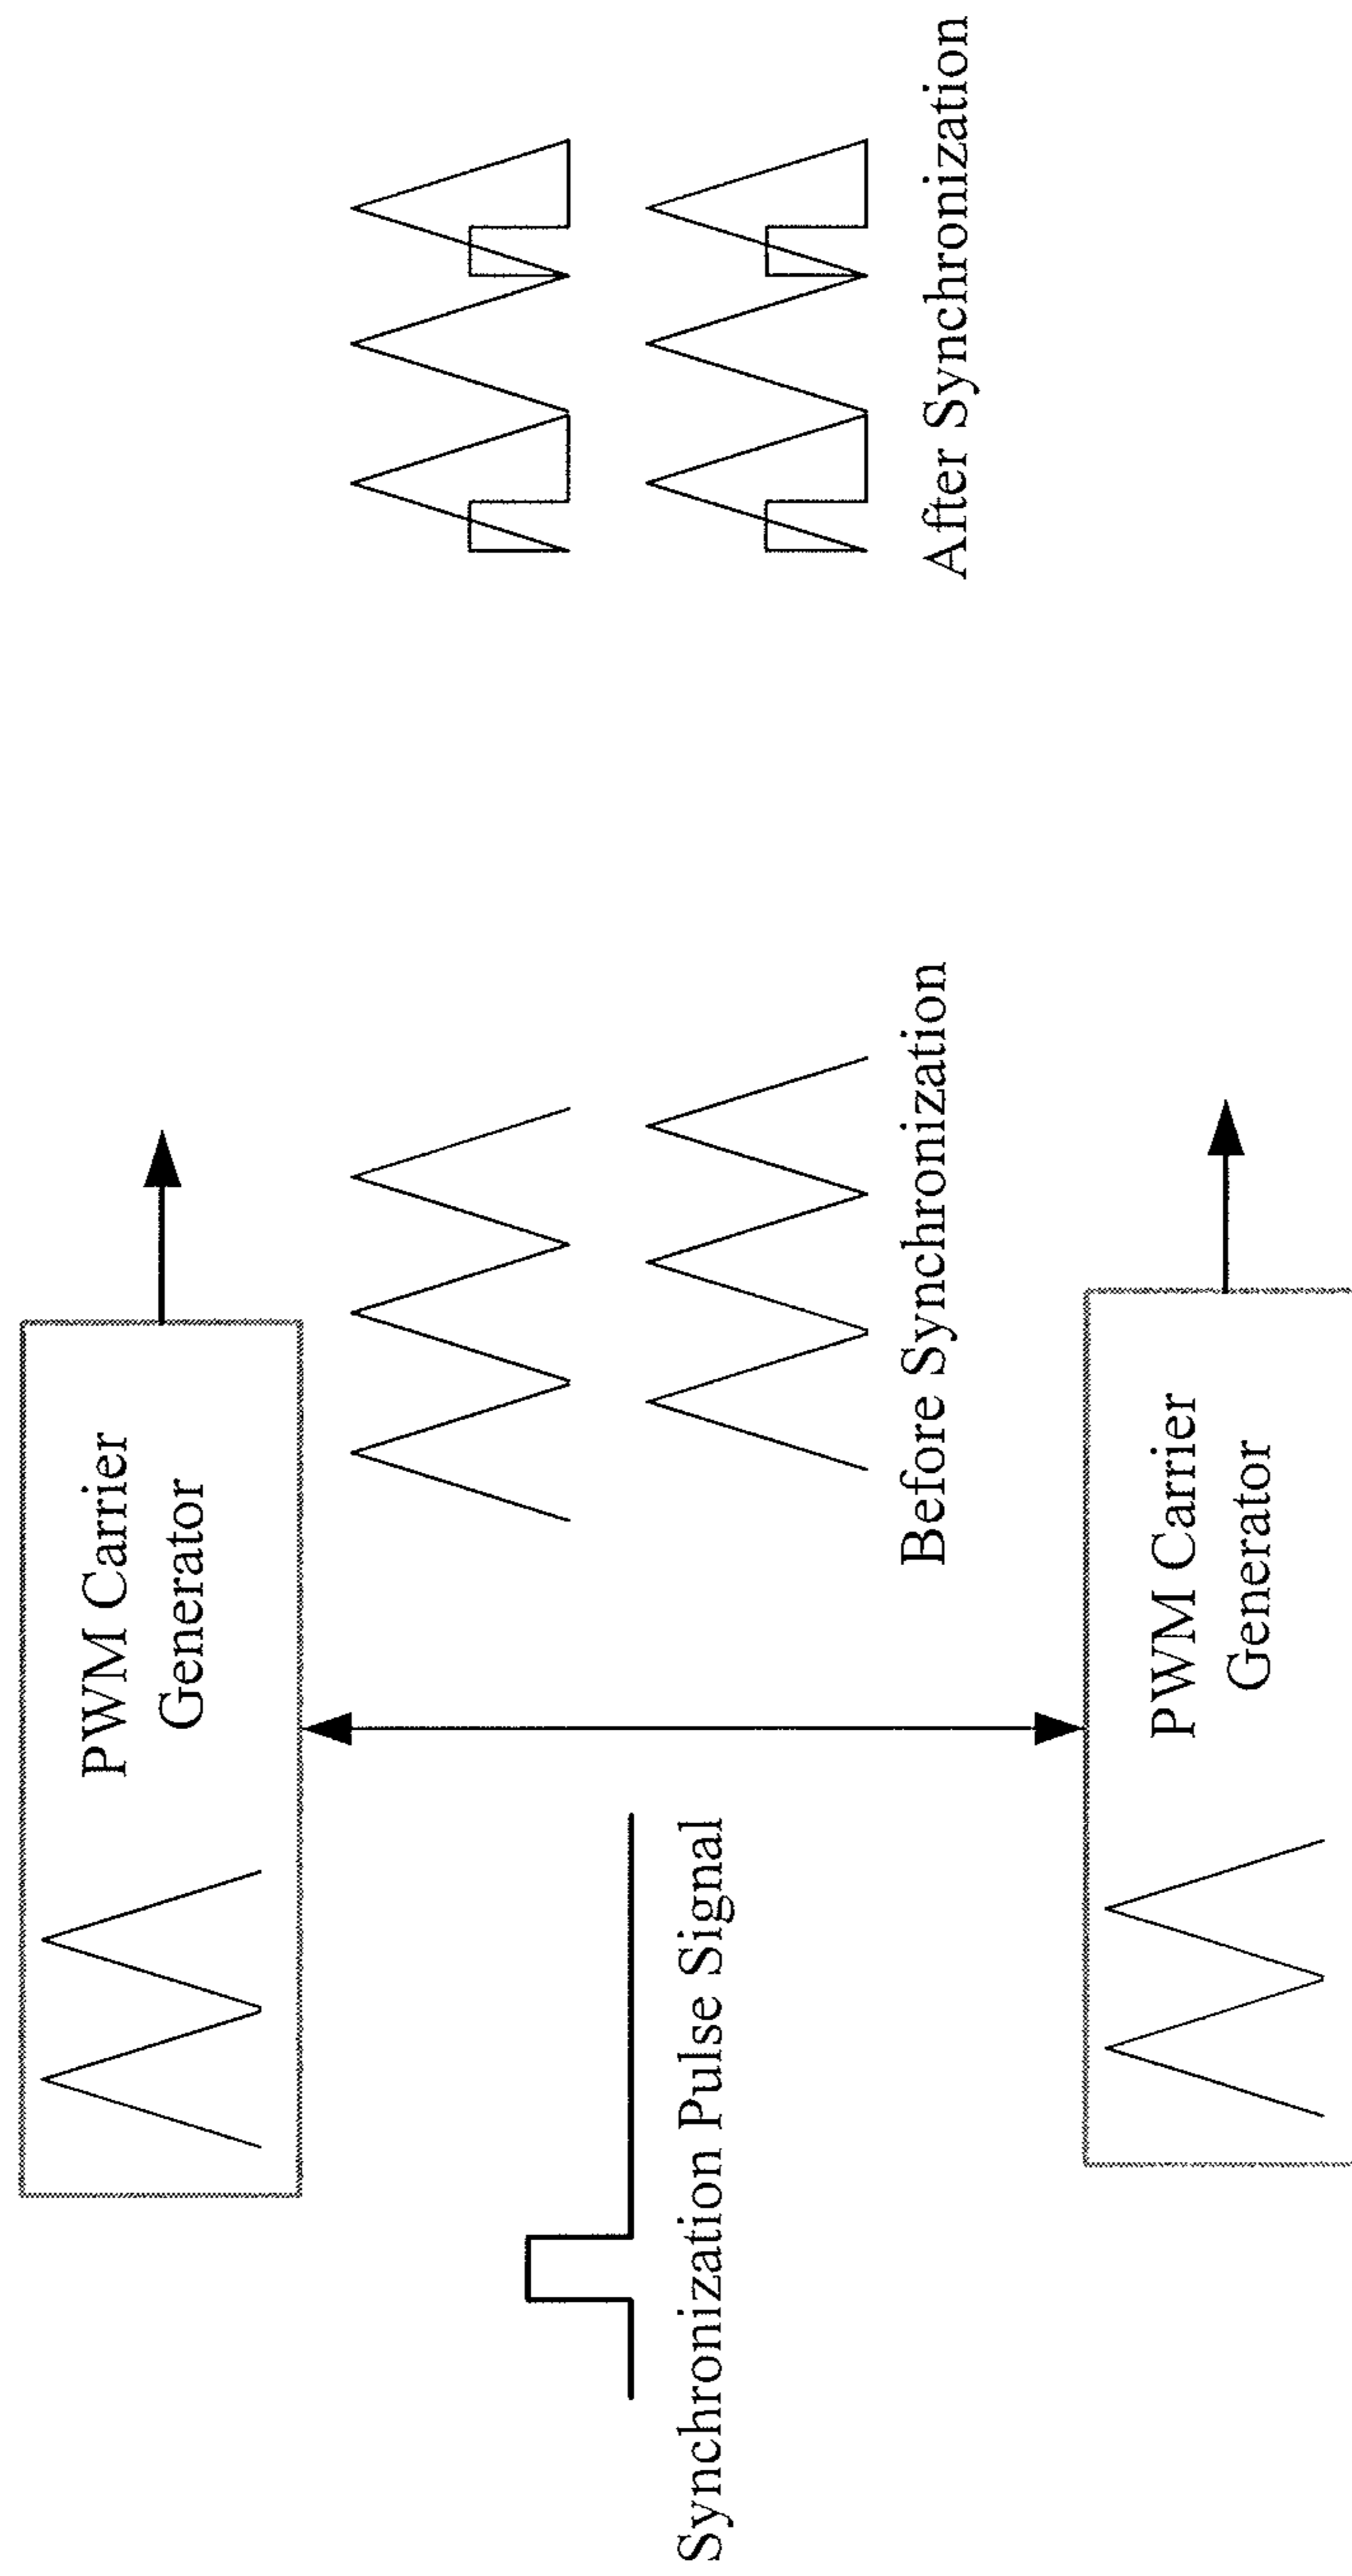 PWM Carrier
Generator
Synchronization Pulse Signal
Before Synchronization
After Synchronization
PWM Carrier
Generator